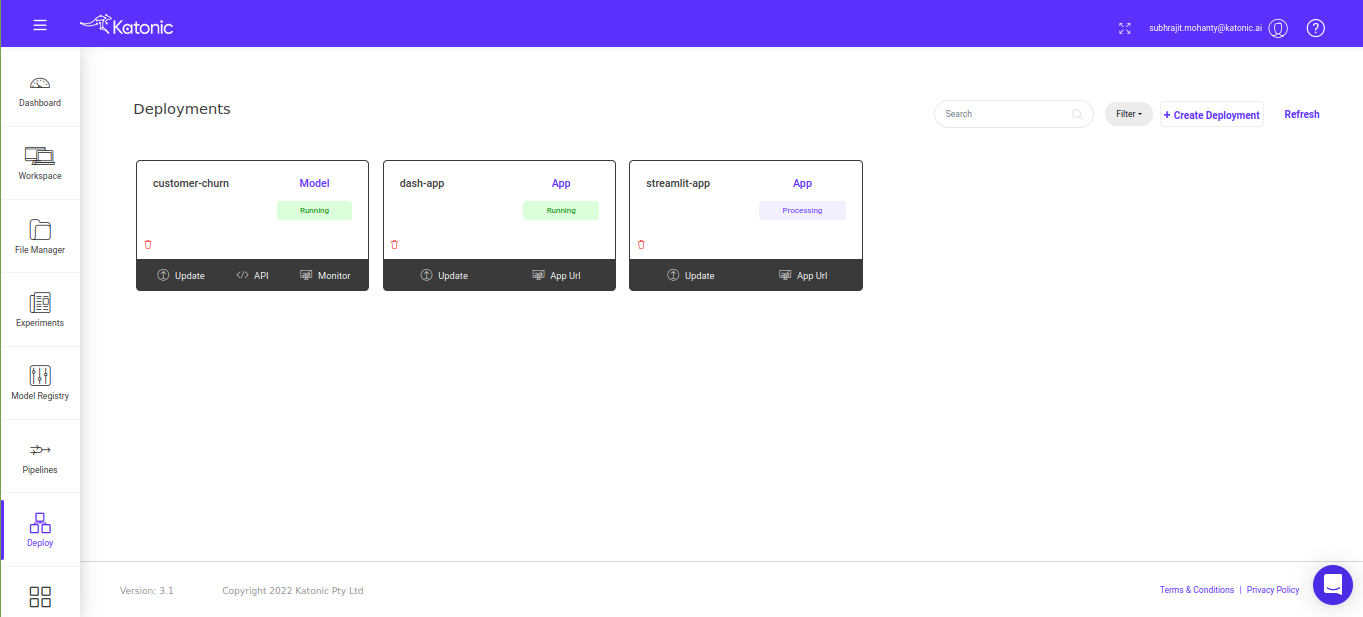 Katonic
subhrajit.mohanty@katonic.ai
?
Dashboard
Workspace
File Manager
Experiments
Model Registry
Pipelines
Deploy
Deployments
Search
Filter
+ Create Deployment
Refresh
customer-churn Model
Running
Update </> API Monitor
dash-app App
Running
Update App Url
streamlit-app App
Processing
Update App Url
Version: 3.1 Copyright 2022 Katonic Pty Ltd
Terms & Conditions | Privacy Policy